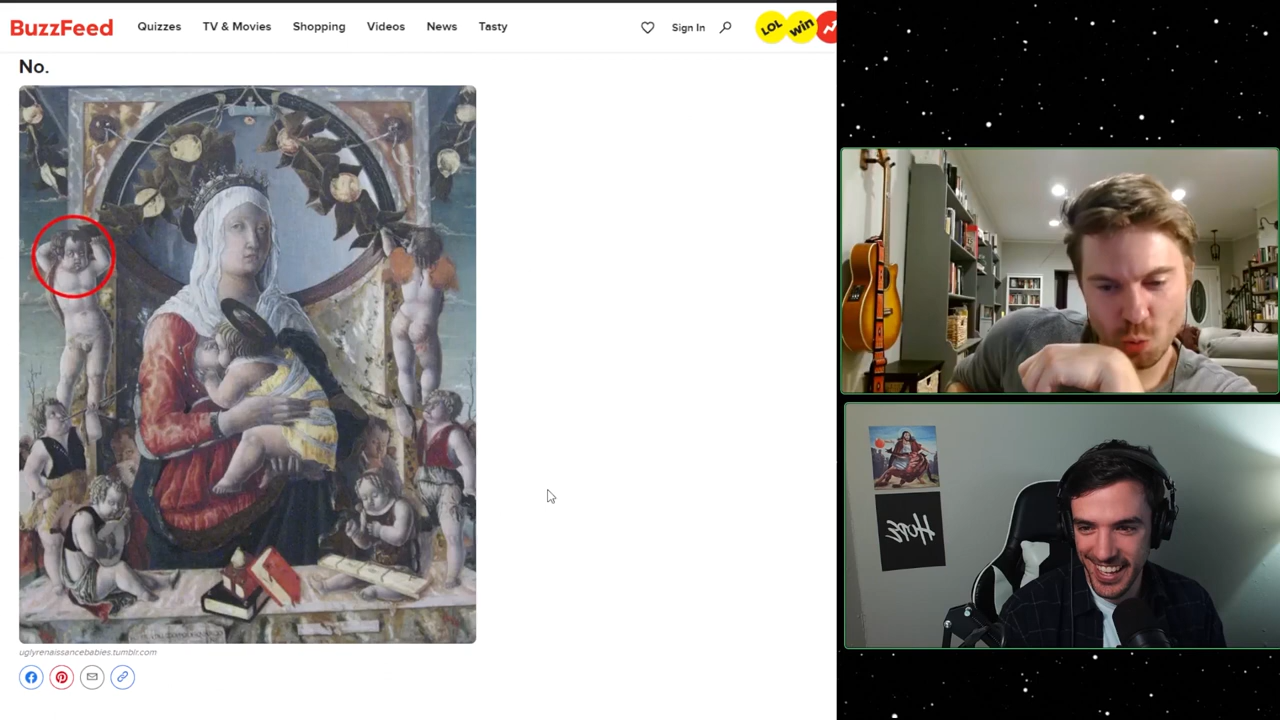 BuzzFeed
Quizzes TV & Movies Shopping Videos News Tasty
Sign In
LOL
win
No.
uglyrenaissancebabies.tumblr.com